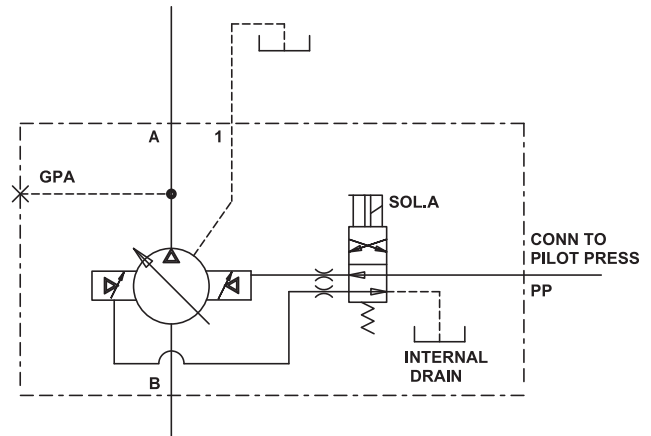 A
1
GPA
SOL.A
CONN TO
PILOT PRESS
PP
INTERNAL
DRAIN
B